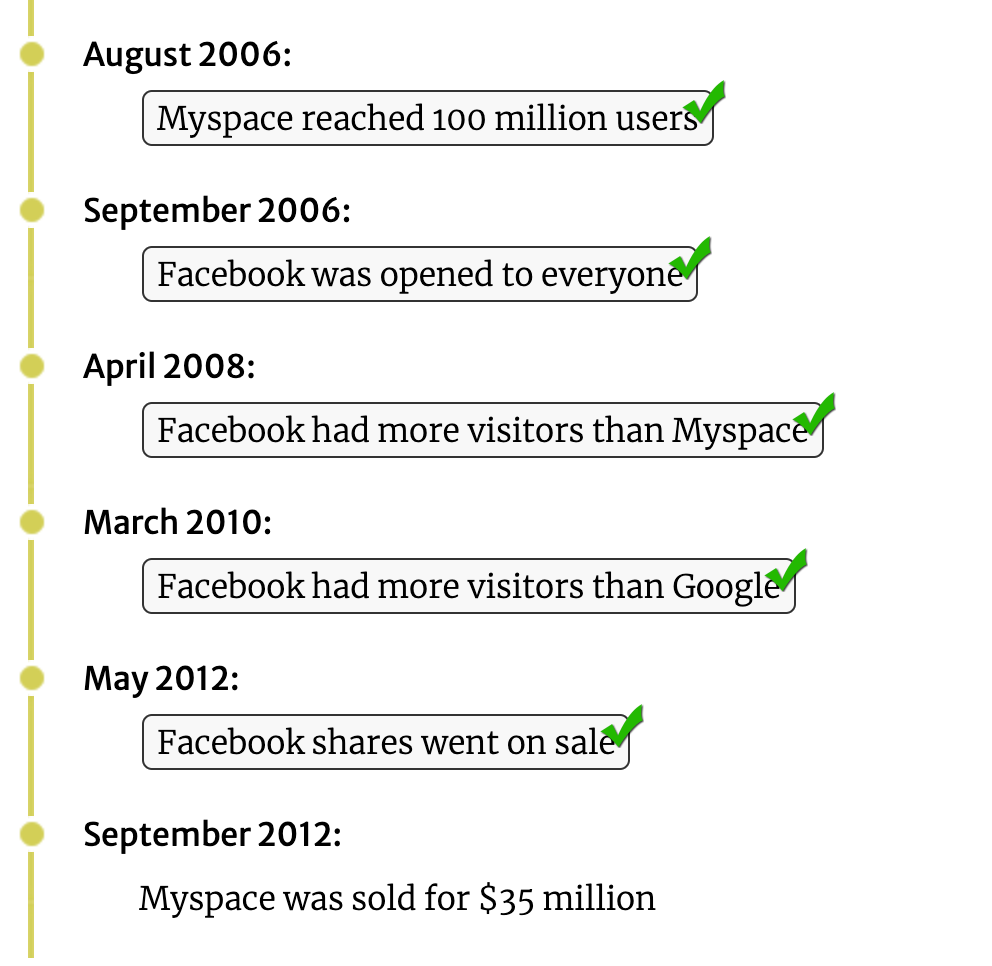 August 2006:
Myspace reached 100 million users
September 2006:
Facebook was opened to everyone
April 2008:
Facebook had more visitors than Myspace
March 2010:
Facebook had more visitors than Google
May 2012:
Facebook shares went on sale
September 2012:
Myspace was sold for $35 million